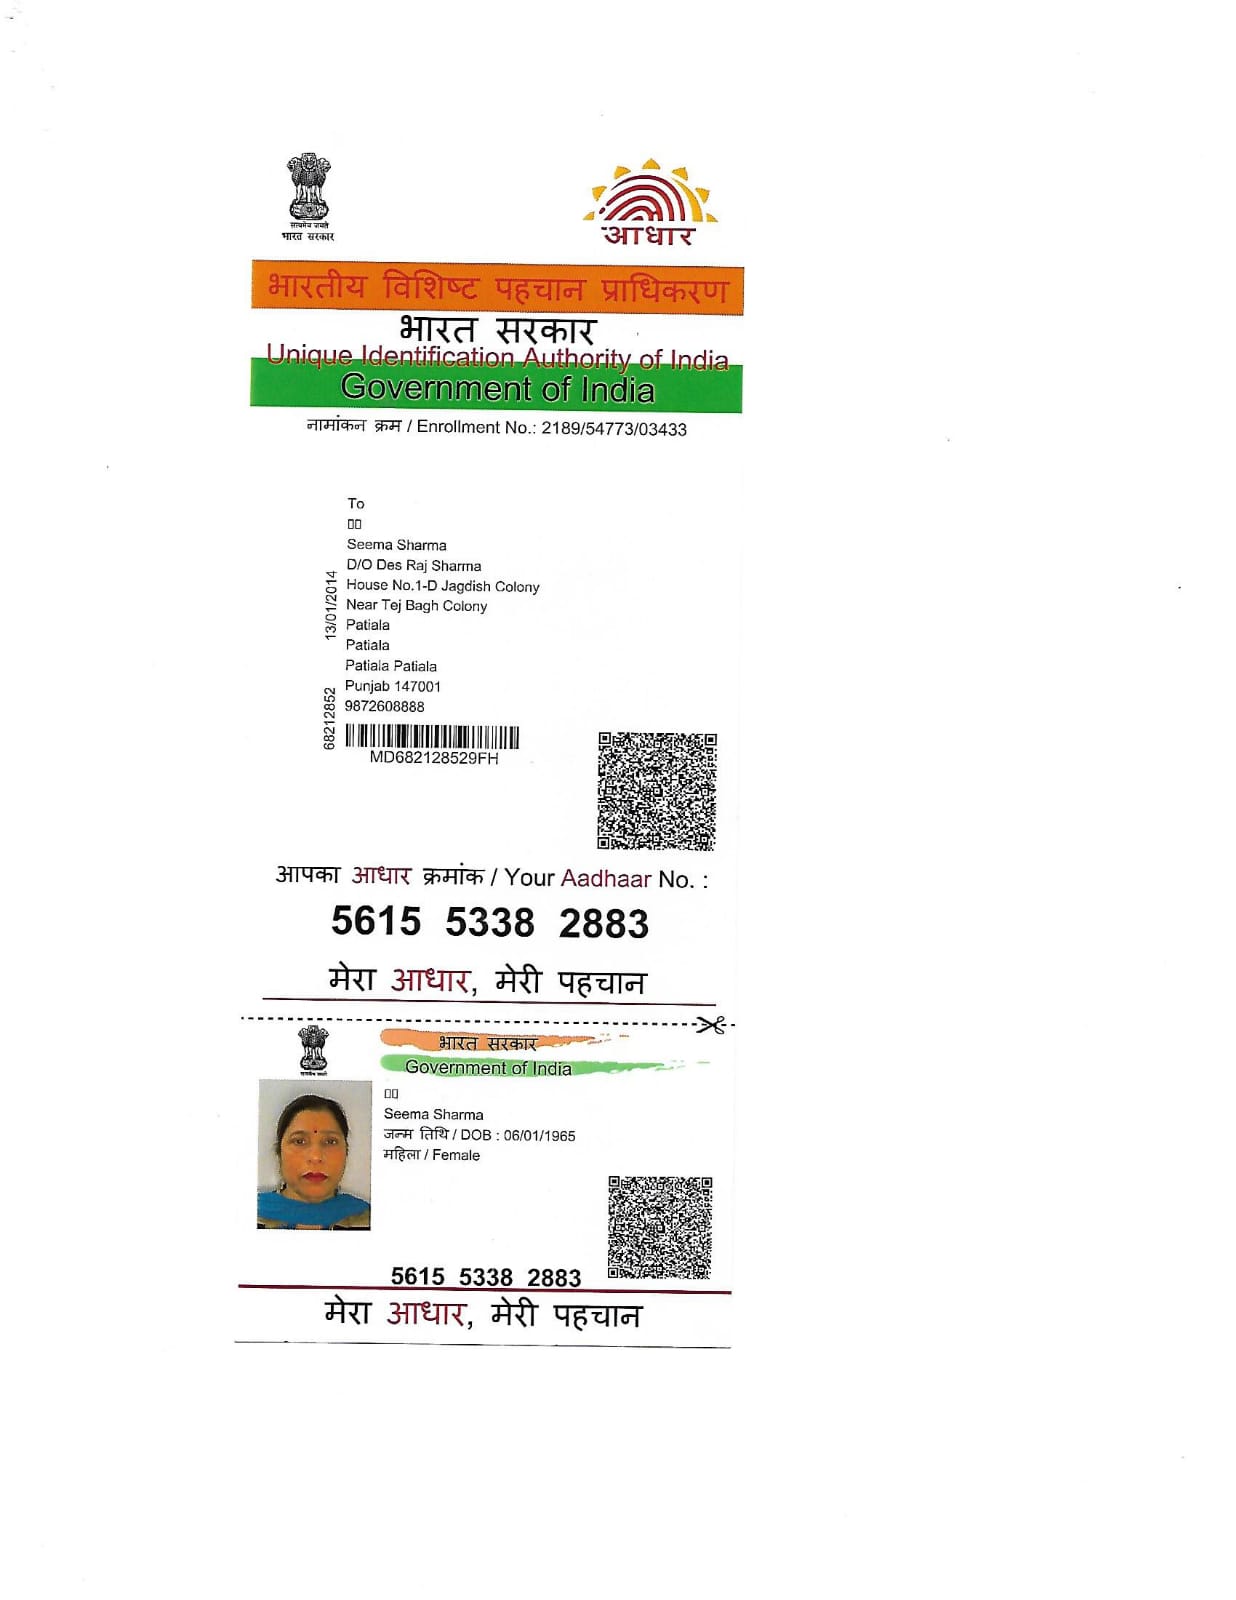 सत्यमेव जयते
भारत सरकार
आधार
भारतीय विशिष्ट पहचान प्राधिकरण
भारत सरकार
Unique Identification Authority of India
Government of India
नामांकन क्रम / Enrollment No.: 2189/54773/03433
To
Seema Sharma
D/O Des Raj Sharma
House No.1-D Jagdish Colony
Near Tej Bagh Colony
Patiala
Patiala
Patiala Patiala
Punjab 147001
9872608888
13/01/2014
68212852
MD682128529FH
आपका आधार क्रमांक / Your Aadhaar No. :
5615 5338 2883
मेरा आधार, मेरी पहचान
भारत सरकार
Government of India
Seema Sharma
जन्म तिथि / DOB : 06/01/1965
महिला / Female
5615 5338 2883
मेरा आधार, मेरी पहचान